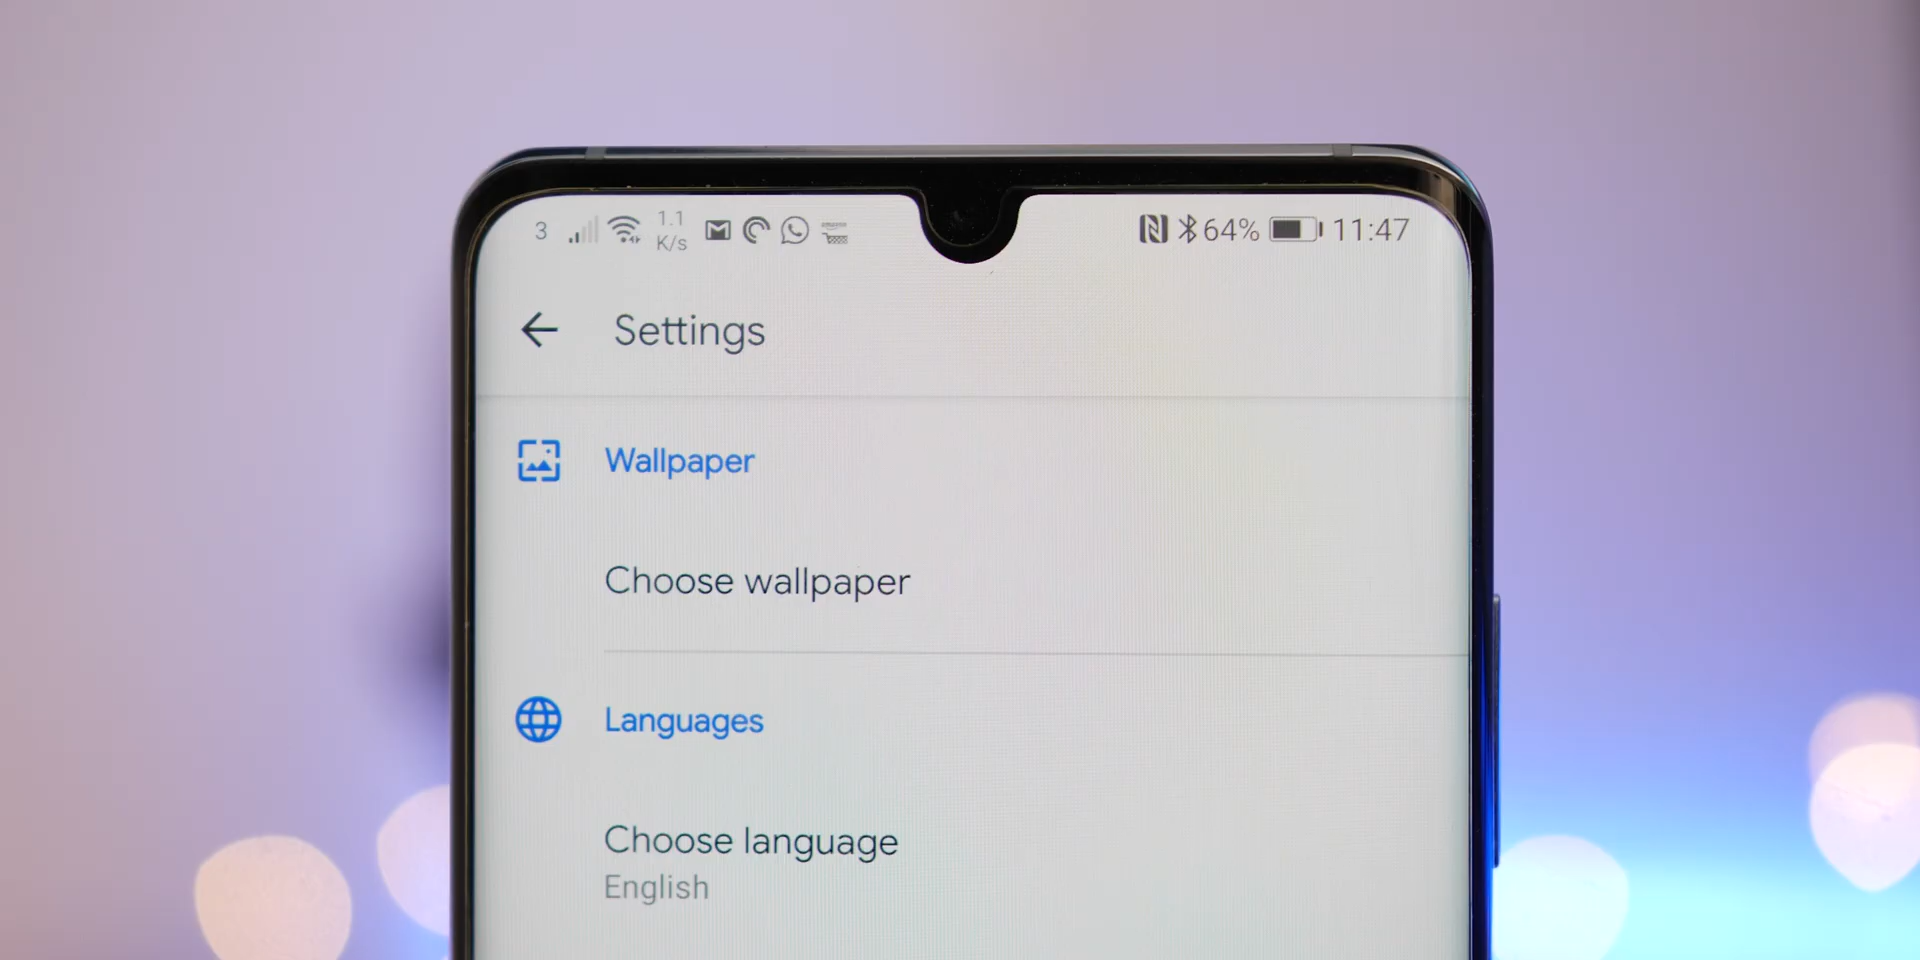 3 1.1 K/s 64% 11:47
Settings
Wallpaper
Choose wallpaper
Languages
Choose language
English